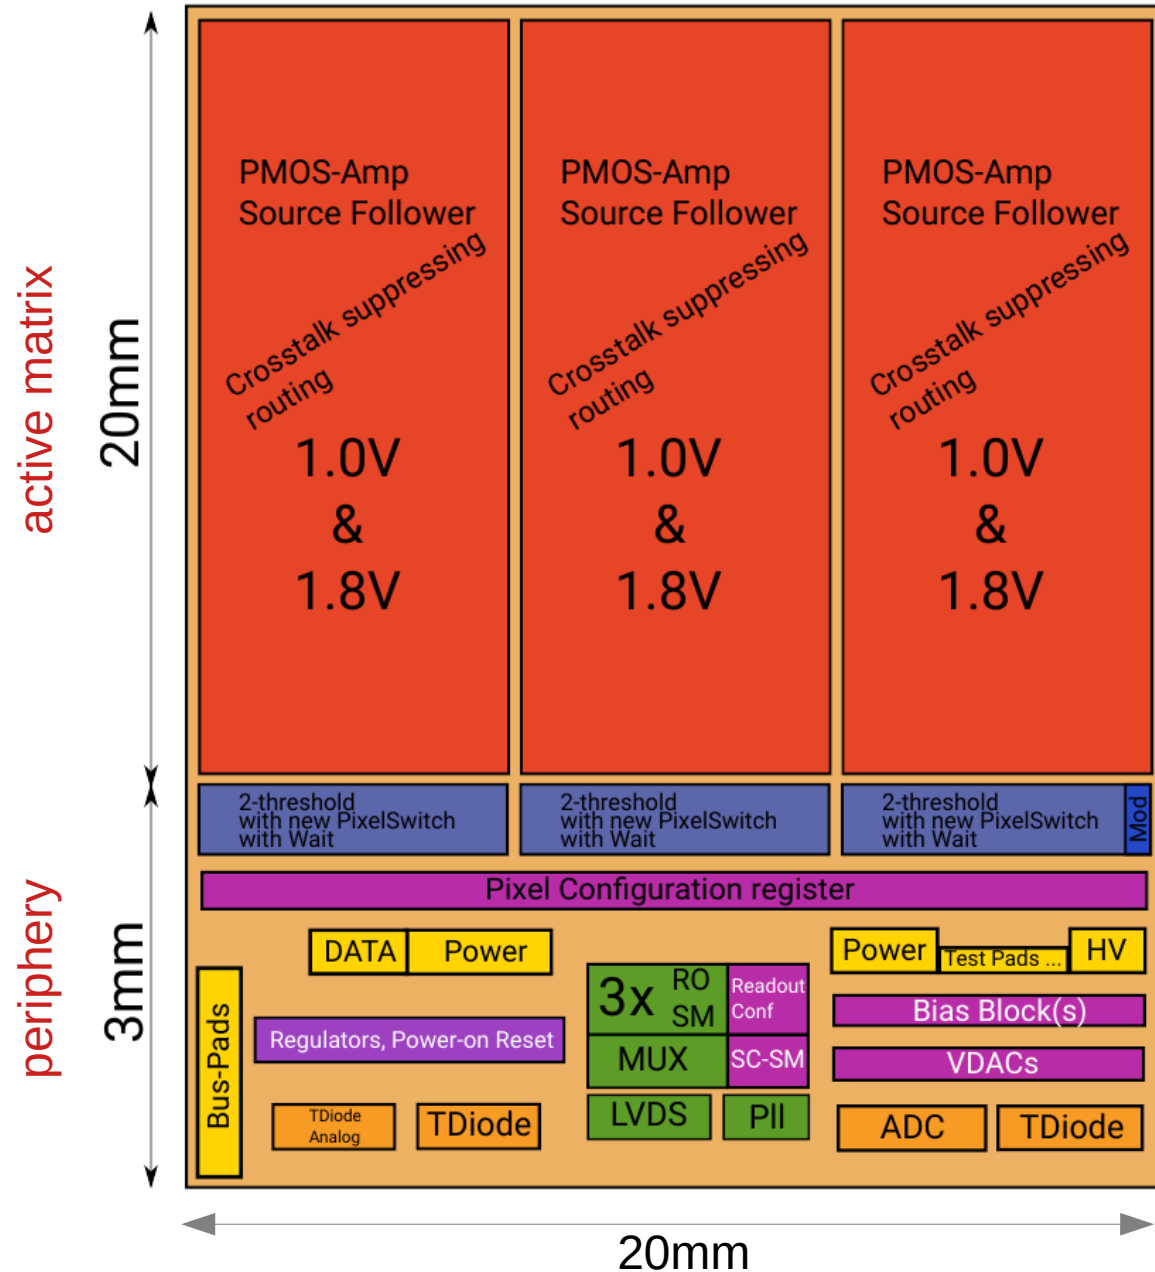 active matrix
20mm
PMOS-Amp
Source Follower
Crosstalk suppressing
routing
1.0V
&
1.8V
PMOS-Amp
Source Follower
Crosstalk suppressing
routing
1.0V
&
1.8V
PMOS-Amp
Source Follower
Crosstalk suppressing
routing
1.0V
&
1.8V
periphery
3mm
2-threshold
with new PixelSwitch
with Wait
2-threshold
with new PixelSwitch
with Wait
2-threshold
with new PixelSwitch
with Wait
Mod
Pixel Configuration register
DATA
Power
Power
Test Pads ...
HV
Bus-Pads
Regulators, Power-on Reset
3x
RO
SM
Readout
Conf
MUX
SC-SM
LVDS
Pll
Bias Block(s)
VDACs
TDiode
Analog
TDiode
ADC
TDiode
20mm